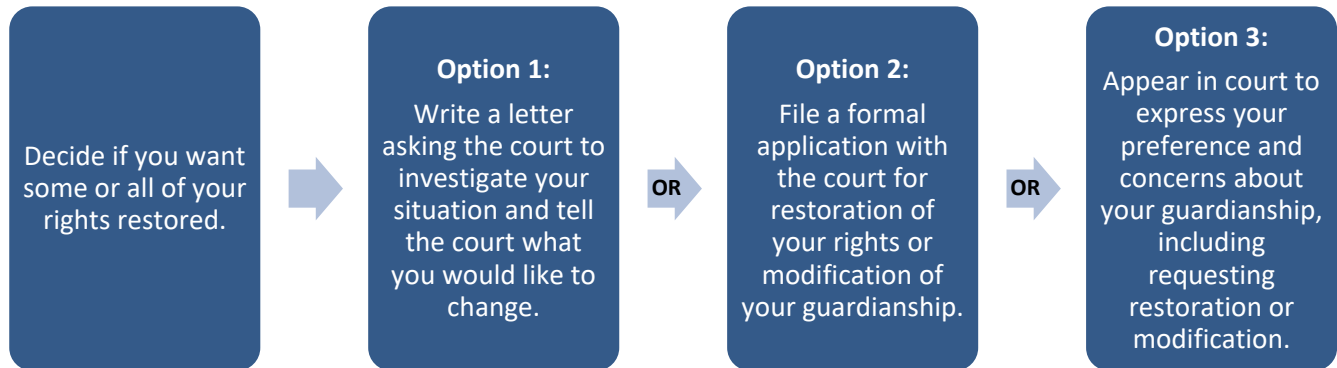 Decide if you want
some or all of your
rights restored.
Option 1:
Write a letter
asking the court to
investigate your
situation and tell
the court what
you would like to
change.
OR
Option 2:
File a formal
application with
the court for
restoration of
your rights or
modification of
your guardianship.
OR
Option 3:
Appear in court to
express your
preference and
concerns about
your guardianship,
including
requesting
restoration or
modification.